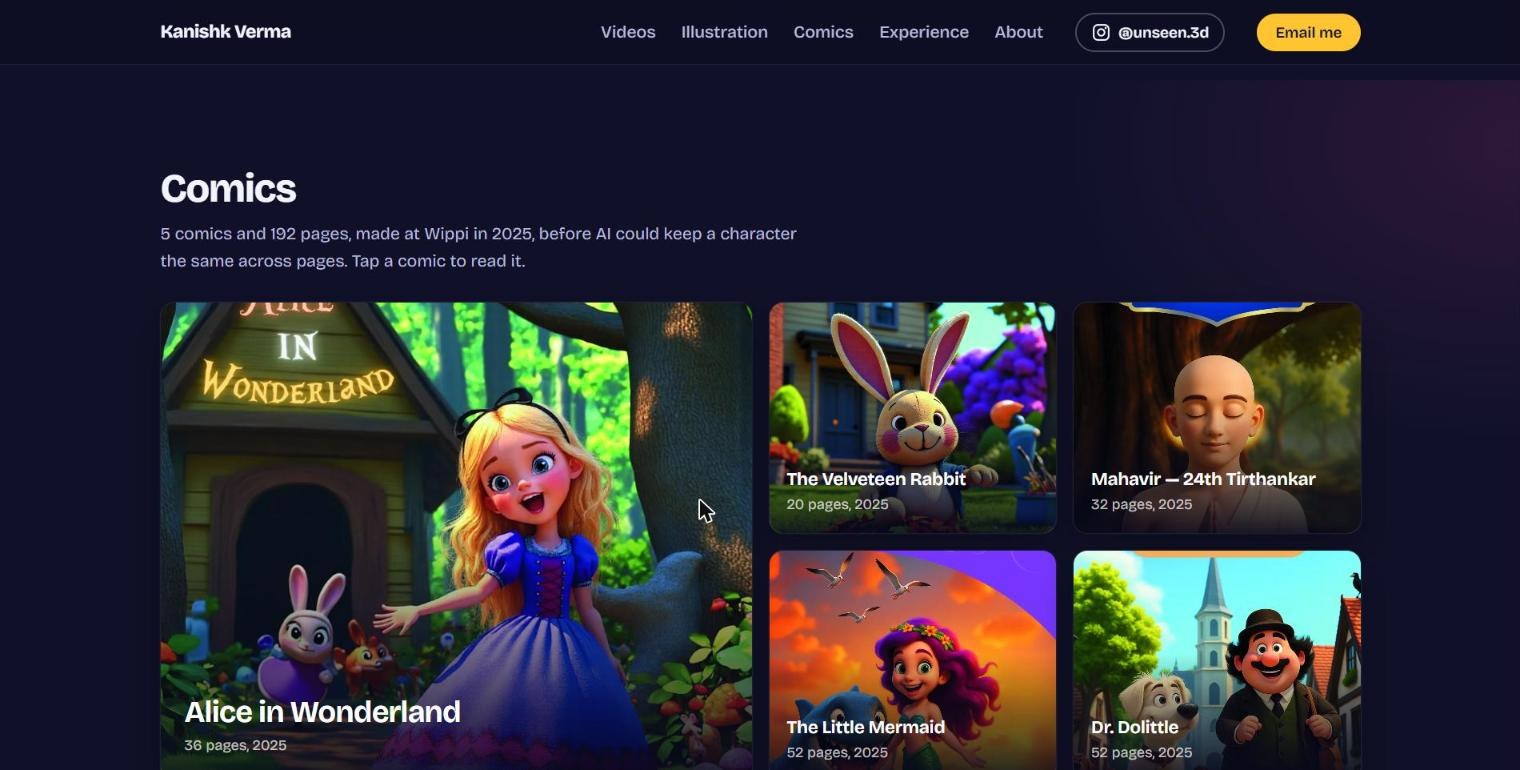 Kanishk Verma
Videos
Illustration
Comics
Experience
About
@unseen.3d
Email me
Comics
5 comics and 192 pages, made at Wippi in 2025, before AI could keep a character
the same across pages. Tap a comic to read it.
ALICE
IN
WONDERLAND
Alice in Wonderland
36 pages, 2025
The Velveteen Rabbit
20 pages, 2025
Mahavir — 24th Tirthankar
32 pages, 2025
The Little Mermaid
52 pages, 2025
Dr. Dolittle
52 pages, 2025